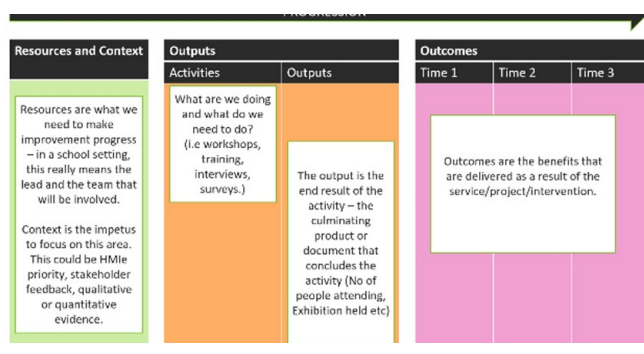 PROGRESSION
Resources and Context
Outputs
Outcomes
Activities
Outputs
Time 1
Time 2
Time 3
Resources are what we
need to make
improvement progress
– in a school setting,
this really means the
lead and the team that
will be involved.
Context is the impetus
to focus on this area.
This could be HMIe
priority, stakeholder
feedback, qualitative
or quantitative
evidence.
What are we doing
and what do we
need to do?
(i.e workshops,
training,
interviews,
surveys.)
The output is the
end result of the
activity – the
culminating
product or
document that
concludes the
activity (No of
people attending,
Exhibition held etc)
Outcomes are the benefits that
are delivered as a result of the
service/project/intervention.